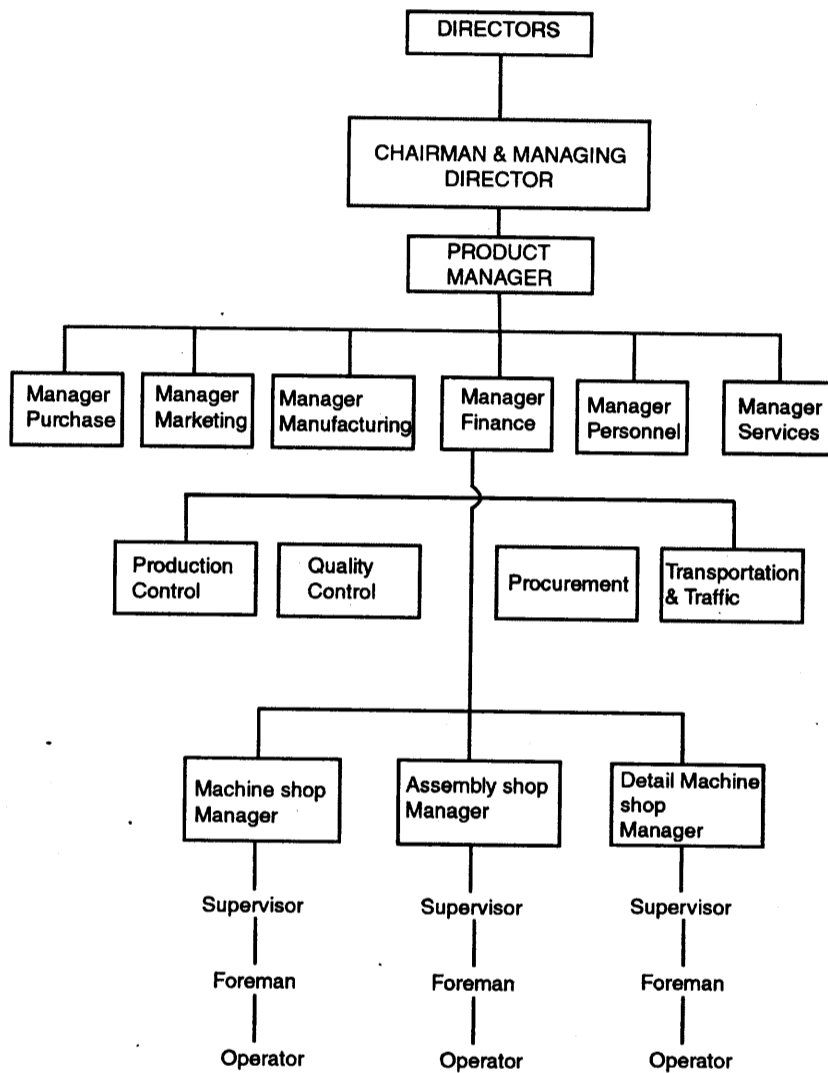 DIRECTORS
CHAIRMAN & MANAGING
DIRECTOR
PRODUCT
MANAGER
Manager
Purchase
Manager
Marketing
Manager
Manufacturing
Manager
Finance
Manager
Personnel
Manager
Services
Production
Control
Quality
Control
Procurement
Transportation
& Traffic
Machine shop
Manager
Assembly shop
Manager
Detail Machine
shop
Manager
Supervisor
Supervisor
Supervisor
Foreman
Foreman
Foreman
Operator
Operator
Operator